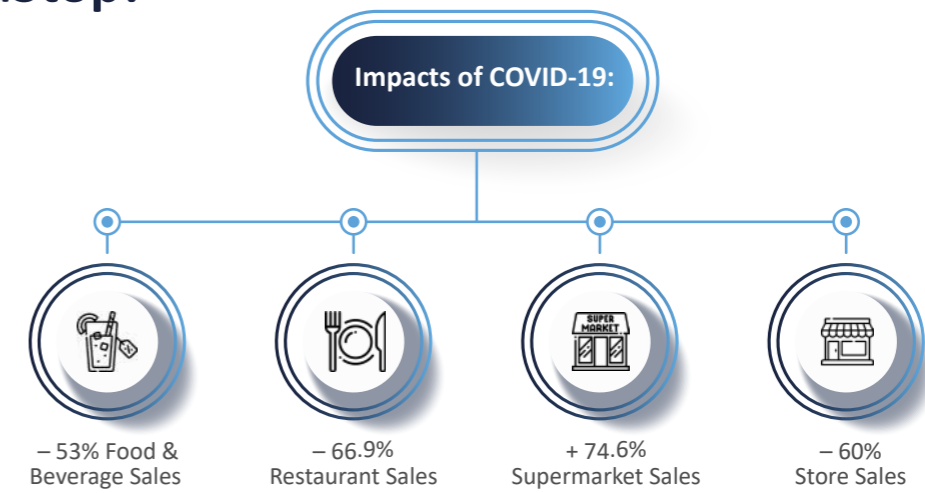 Impacts of COVID-19:
SUPER
MARKET
– 53% Food &
Beverage Sales
– 66.9%
Restaurant Sales
+ 74.6%
Supermarket Sales
– 60%
Store Sales